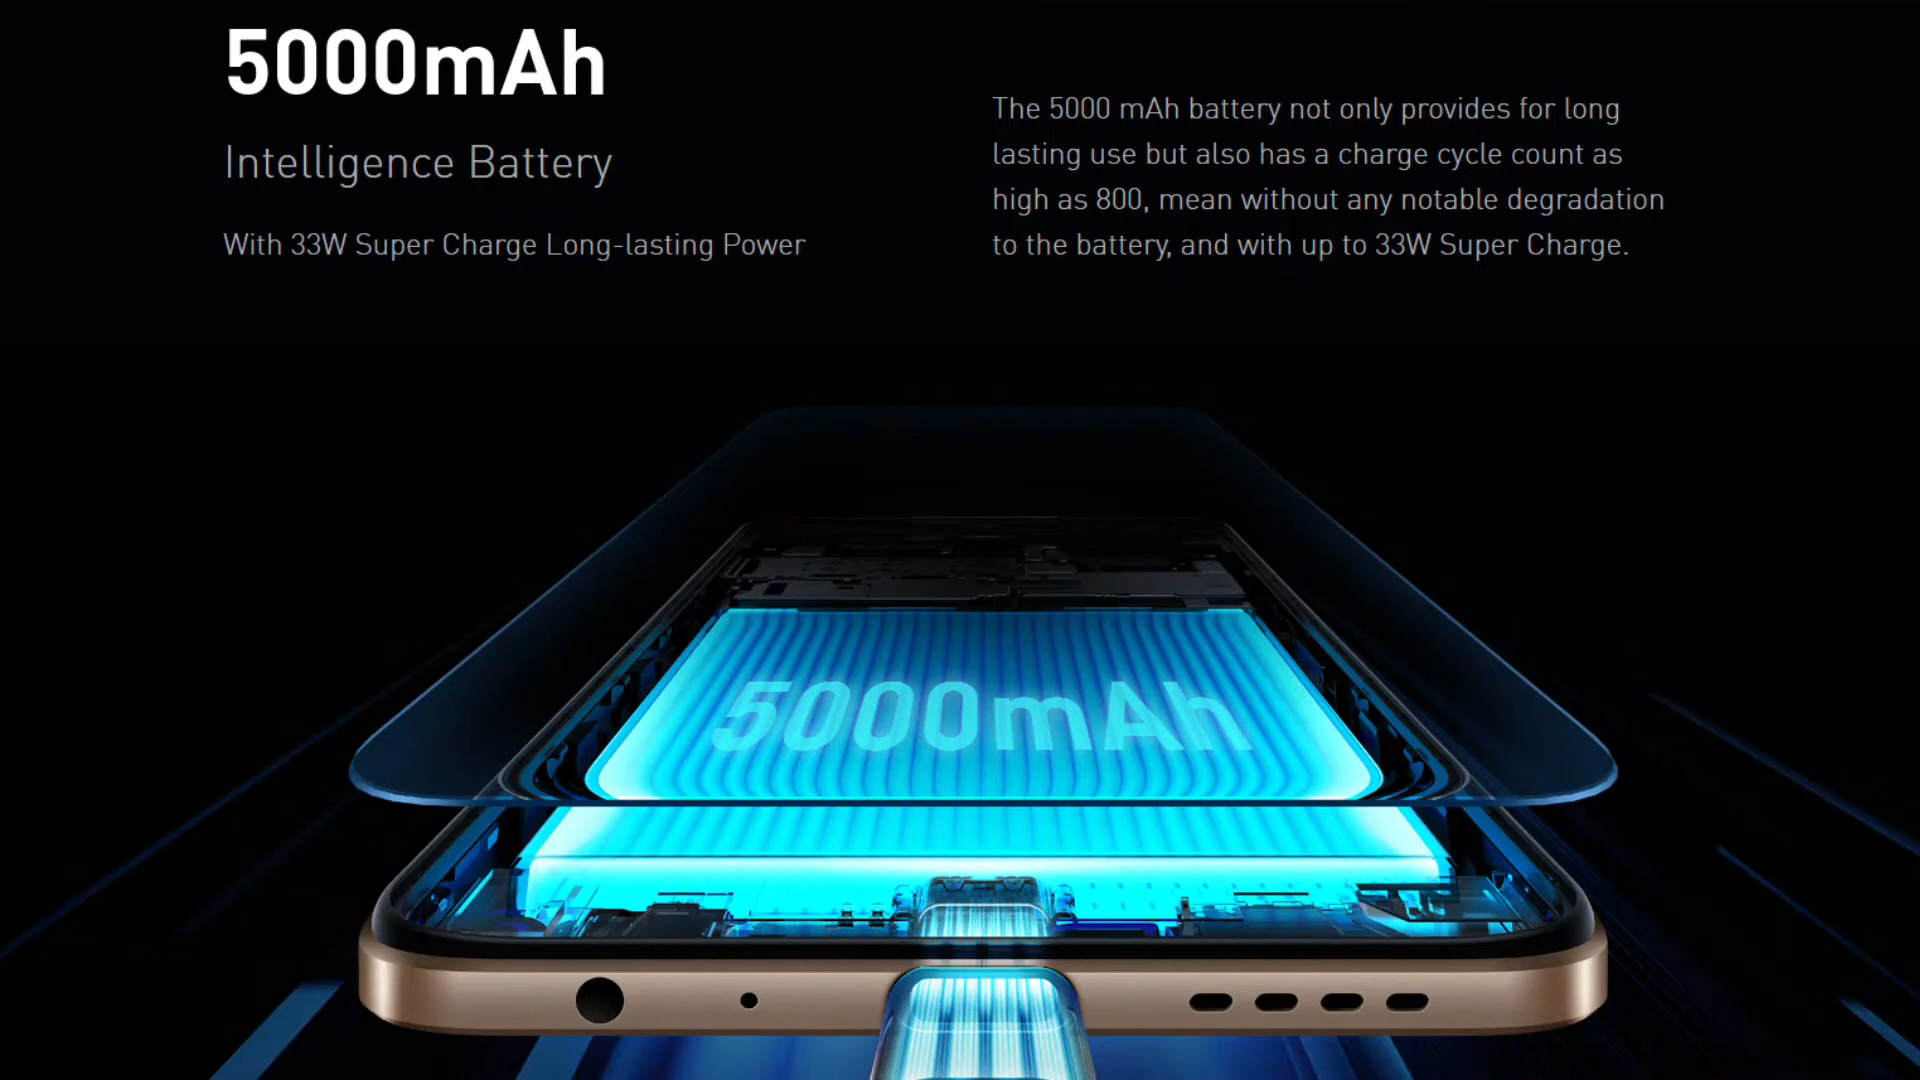 5000mAh
Intelligence Battery
With 33W Super Charge Long-lasting Power
The 5000 mAh battery not only provides for long
lasting use but also has a charge cycle count as
high as 800, mean without any notable degradation
to the battery, and with up to 33W Super Charge.
5000mAh